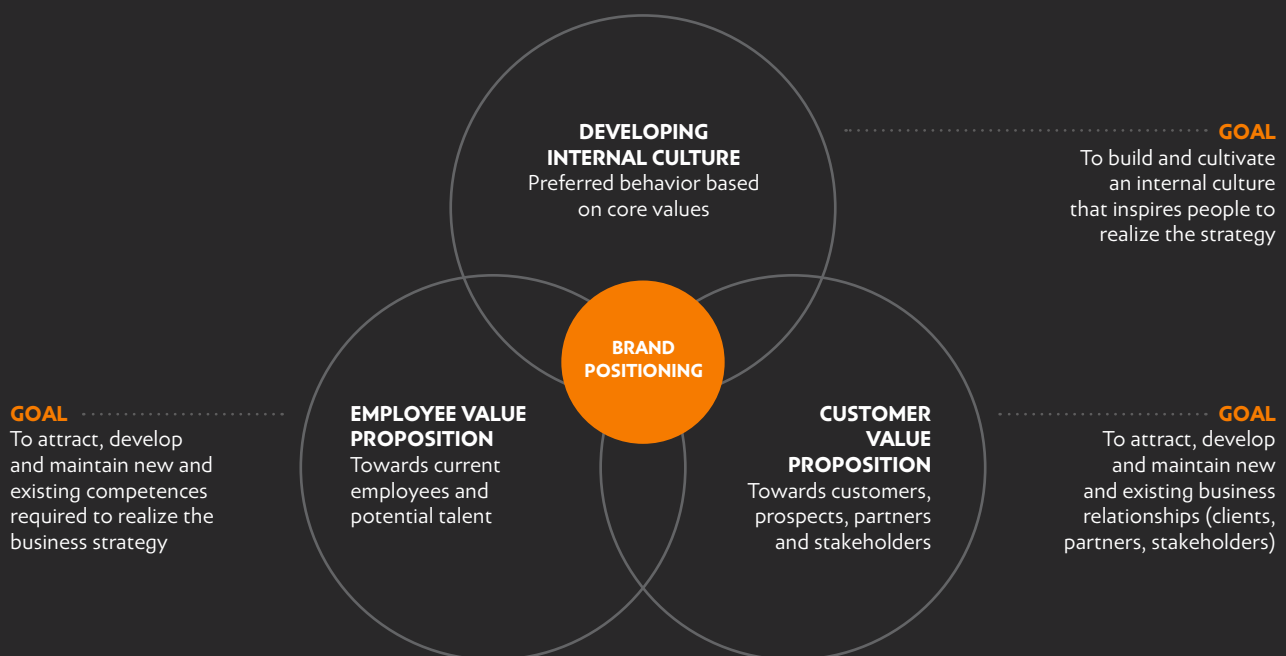 DEVELOPING
INTERNAL CULTURE
Preferred behavior based
on core values
GOAL
To build and cultivate
an internal culture
that inspires people to
realize the strategy
BRAND
POSITIONING
GOAL
To attract, develop
and maintain new and
existing competences
required to realize the
business strategy
EMPLOYEE VALUE
PROPOSITION
Towards current
employees and
potential talent
CUSTOMER
VALUE
PROPOSITION
Towards customers,
prospects, partners
and stakeholders
GOAL
To attract, develop
and maintain new
and existing business
relationships (clients,
partners, stakeholders)